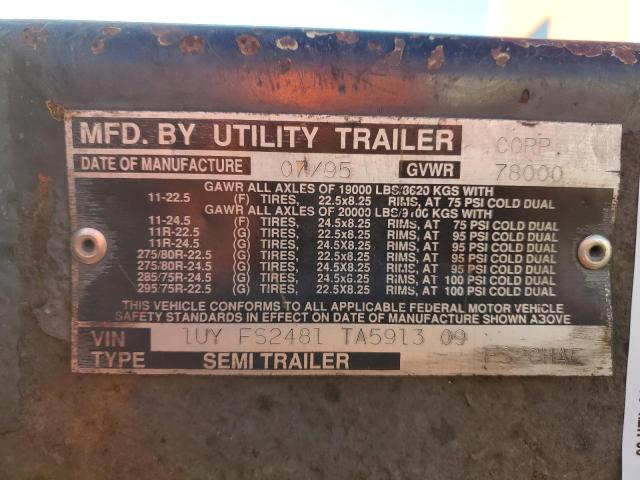 MFD. BY UTILITY TRAILER CORP.
DATE OF MANUFACTURE 07/95 GVWR 78000
GAWR ALL AXLES OF 19000 LBS/8620 KGS WITH
11-22.5 (F) TIRES, 22.5x8.25 RIMS, AT 75 PSI COLD DUAL
GAWR ALL AXLES OF 20000 LBS/9100 KGS WITH
11-24.5 (F) TIRES, 24.5x8.25 RIMS, AT 75 PSI COLD DUAL
11R-22.5 (G) TIRES, 22.5x8.25 RIMS, AT 95 PSI COLD DUAL
11R-24.5 (G) TIRES, 24.5X8.25 RIMS, AT 95 PSI COLD DUAL
275/80R-22.5 (G) TIRES, 22.5x8.25 RIMS, AT 95 PSI COLD DUAL
275/80R-24.5 (G) TIRES, 24.5X8.25 RIMS, AT 95 PSI COLD DUAL
285/75R-24.5 (G) TIRES, 24.5x8.25 RIMS, AT 100 PSI COLD DUAL
295/75R-22.5 (G) TIRES, 22.5x8.25 RIMS, AT 100 PSI COLD DUAL
THIS VEHICLE CONFORMS TO ALL APPLICABLE FEDERAL MOTOR VEHICLE
SAFETY STANDARDS IN EFFECT ON DATE OF MANUFACTURE SHOWN A3OVE
VIN 1UY FS2481 TA5913 09
TYPE SEMI TRAILER